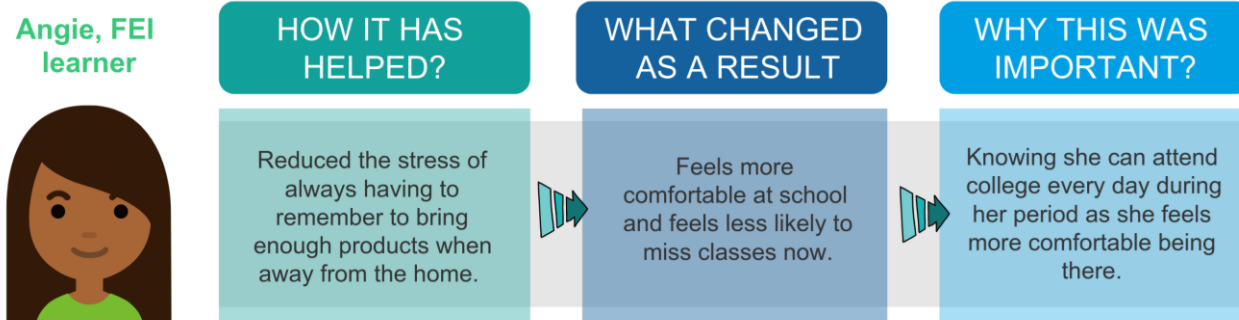 Angie, FEI
learner
HOW IT HAS
HELPED?
Reduced the stress of
always having to
remember to bring
enough products when
away from the home.
WHAT CHANGED
AS A RESULT
Feels more
comfortable at school
and feels less likely to
miss classes now.
WHY THIS WAS
IMPORTANT?
Knowing she can attend
college every day during
her period as she feels
more comfortable being
there.